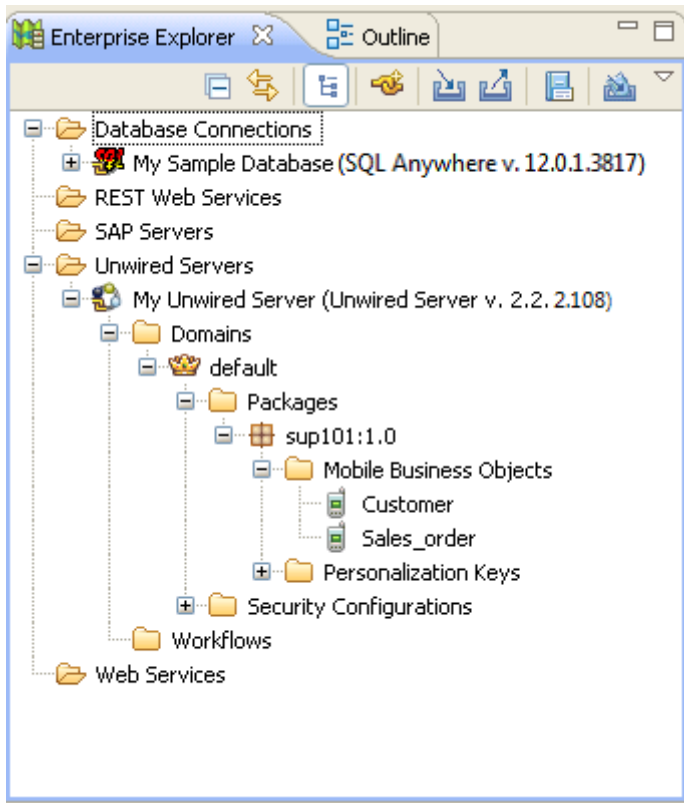 Enterprise Explorer Outline
Database Connections
My Sample Database (SQL Anywhere v. 12.0.1.3817)
REST Web Services
SAP Servers
Unwired Servers
My Unwired Server (Unwired Server v. 2.2. 2.108)
Domains
default
Packages
sup101:1.0
Mobile Business Objects
Customer
Sales_order
Personalization Keys
Security Configurations
Workflows
Web Services